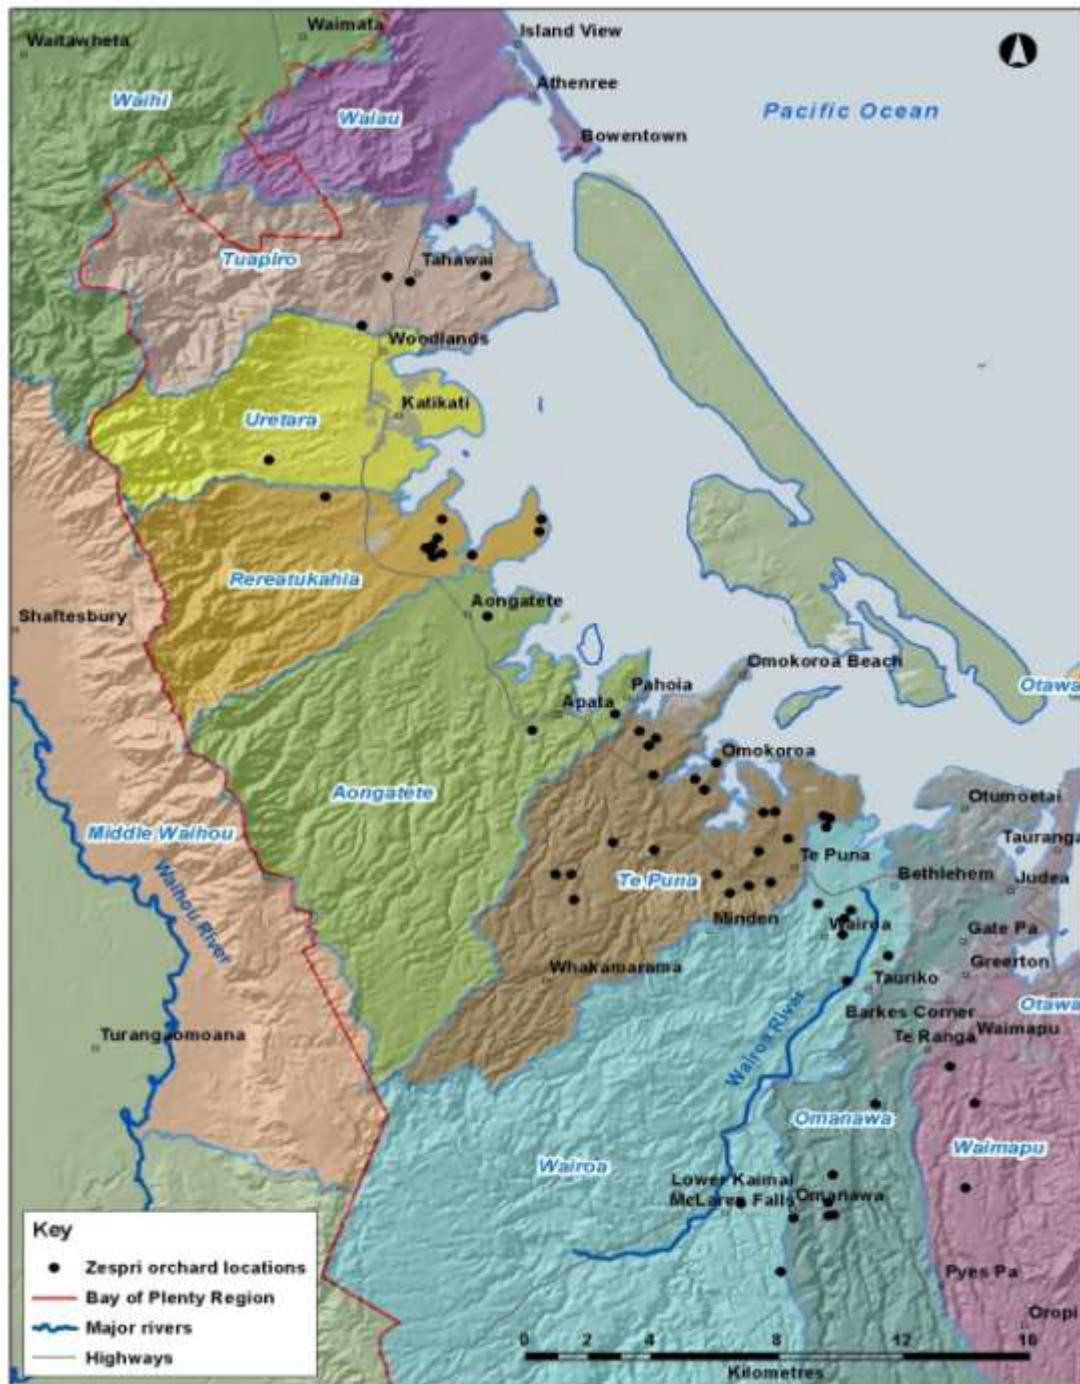 Waimata
Island View
Waitawheta
Athenree
Waihi
Pacific Ocean
Waiau
Bowentown
Tuapiro
Tahawai
Woodlands
Katikati
Uretara
Rereatukahia
Shaftesbury
Aongatete
Omokoroa Beach
Otawa
Pahoia
Apata
Omokoroa
Aongatete
Otumoetai
Middle Waihou
Tauranga
Te Puna
Te Puna
Bethlehem
Judea
Waihou River
Minden
Wairoa
Gate Pa
Greerton
Whakamarama
Tauriko
Otawa
Barkes Corner
Turangaomoana
Te Ranga
Waimapu
Wairoa River
Omanawa
Waimapu
Wairoa
Lower Kaimai
McLaren Falls
Omanawa
Pyes Pa
Oropi
Key
Zespri orchard locations
Bay of Plenty Region
Major rivers
Highways
0 2 4 8 12 16
Kilometres